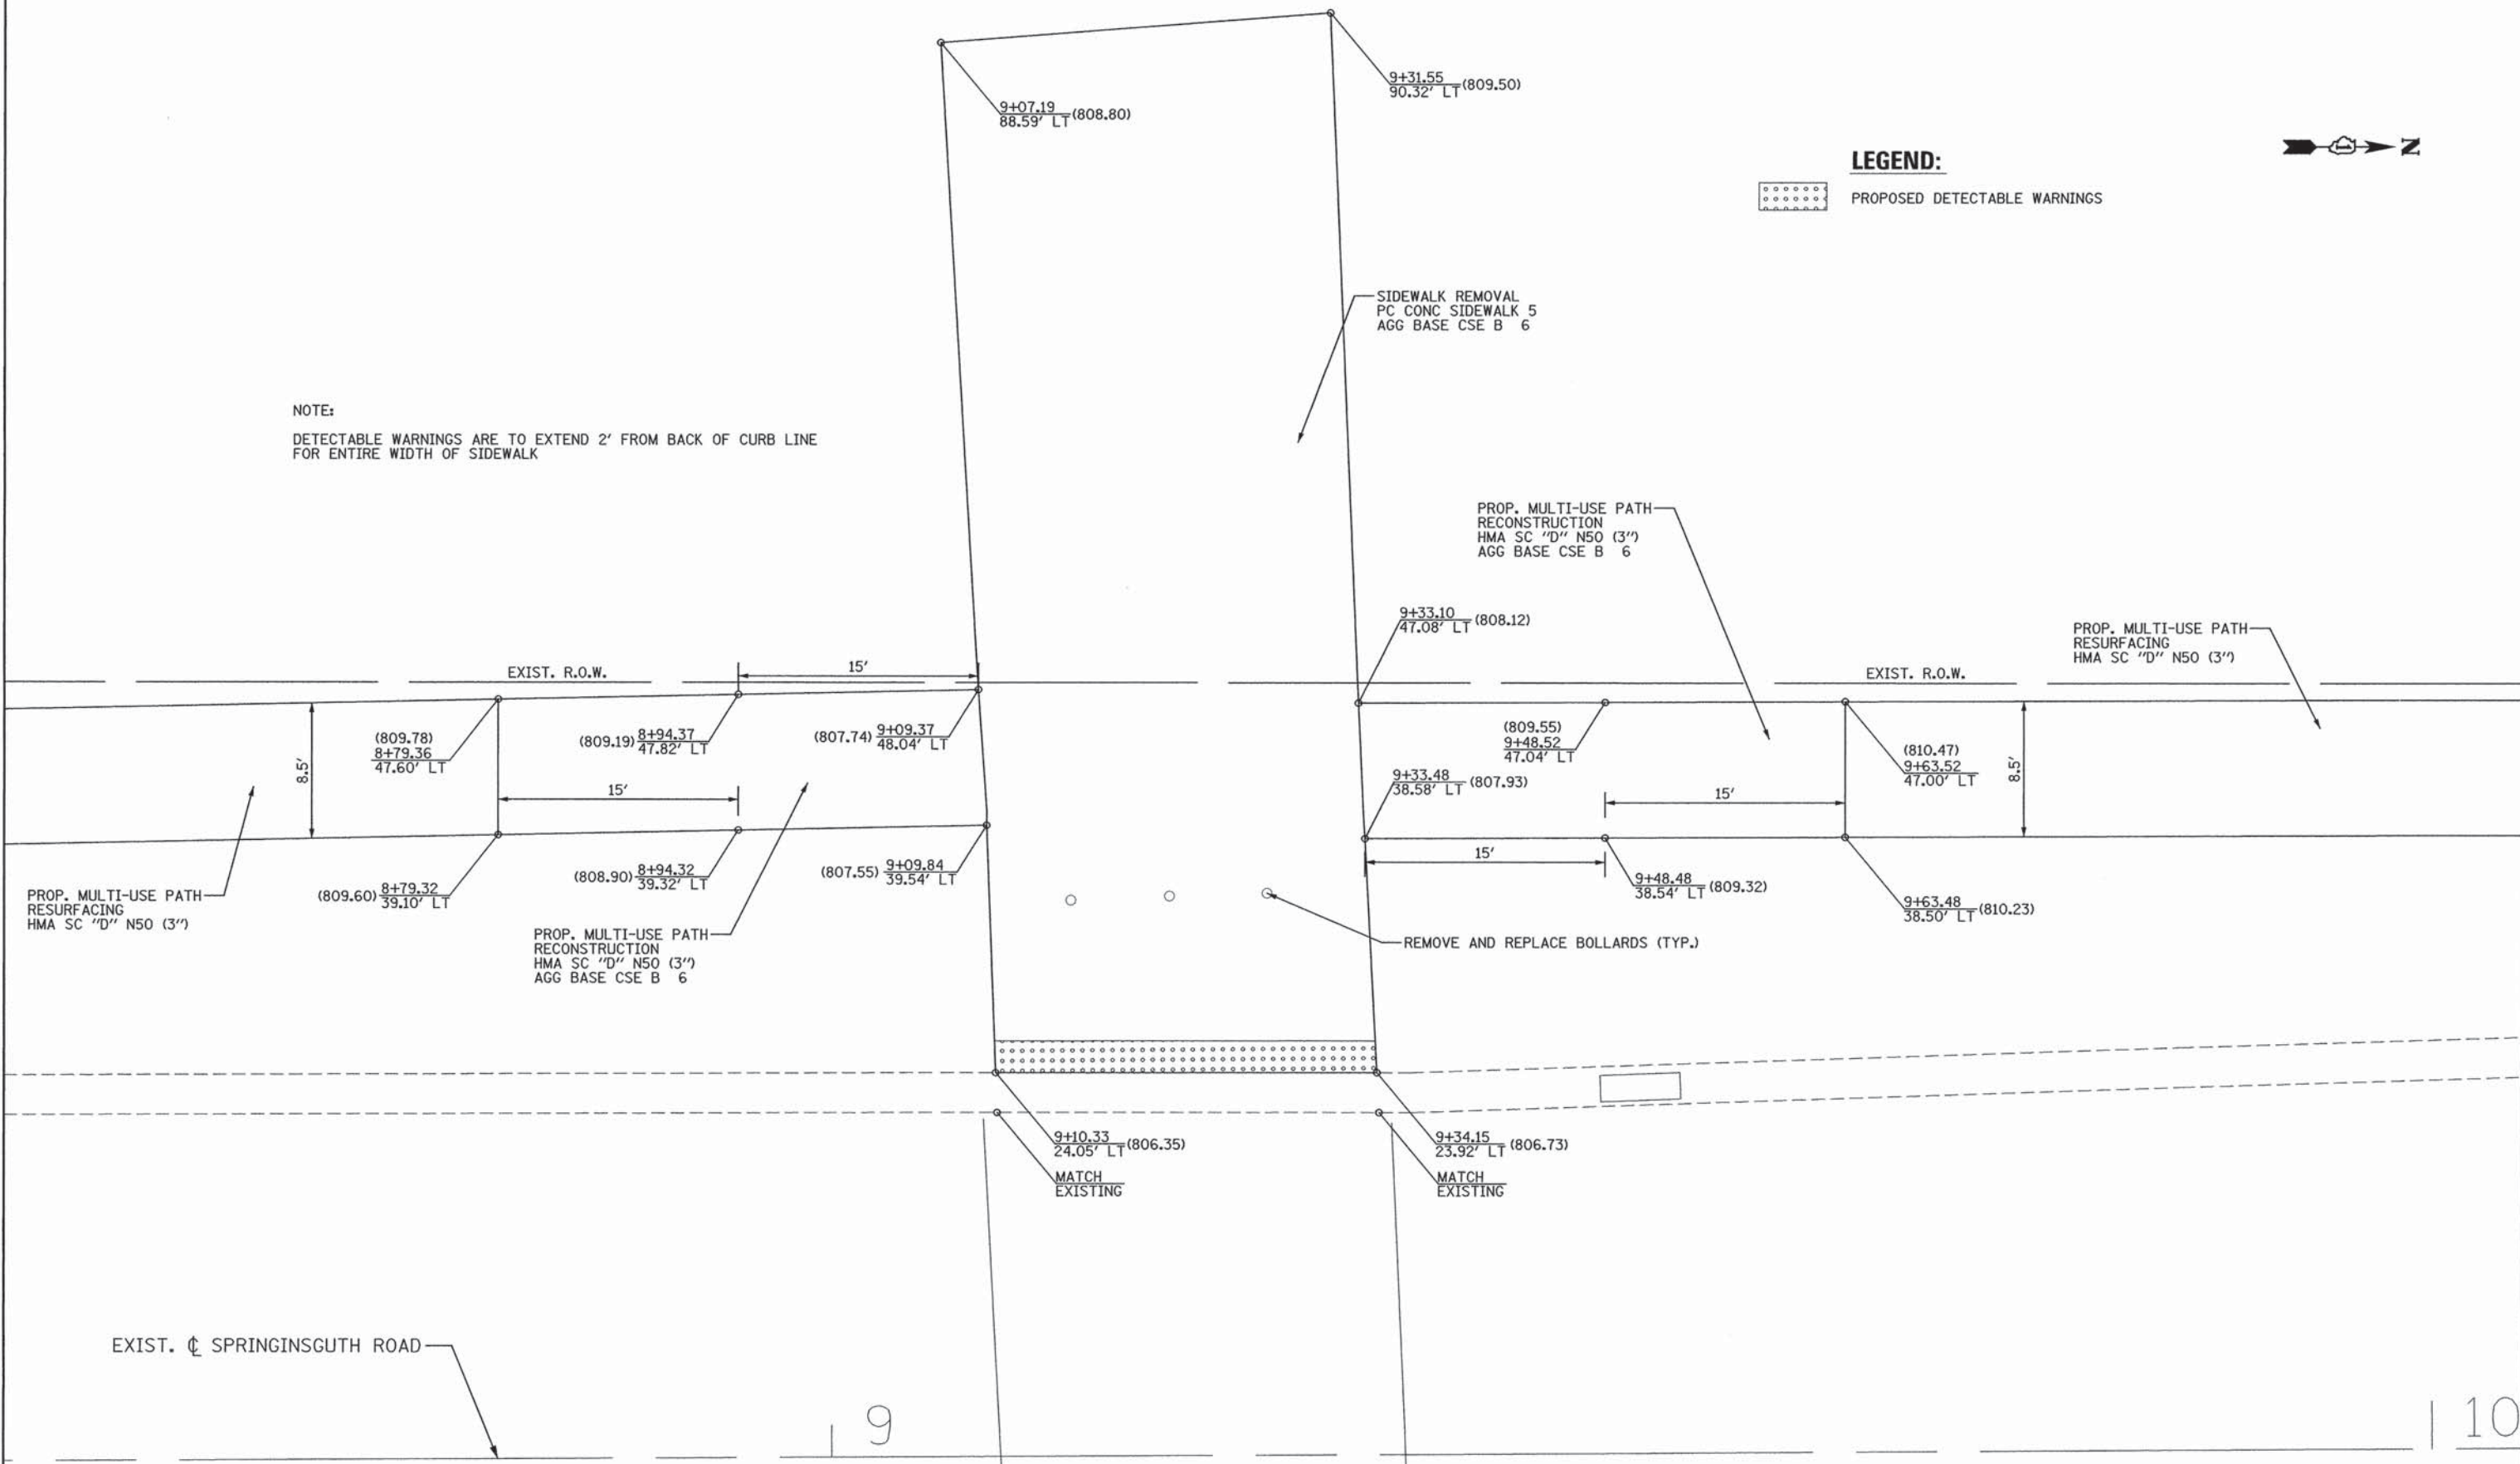 9+31.55
90.32' LT (809.50)
9+07.19
88.59' LT (808.80)
LEGEND:
PROPOSED DETECTABLE WARNINGS
N
SIDEWALK REMOVAL
PC CONC SIDEWALK 5
AGG BASE CSE B 6
NOTE:
DETECTABLE WARNINGS ARE TO EXTEND 2' FROM BACK OF CURB LINE
FOR ENTIRE WIDTH OF SIDEWALK
PROP. MULTI-USE PATH
RECONSTRUCTION
HMA SC "D" N50 (3")
AGG BASE CSE B 6
9+33.10
47.08' LT (808.12)
PROP. MULTI-USE PATH
RESURFACING
HMA SC "D" N50 (3")
EXIST. R.O.W.
15'
EXIST. R.O.W.
8.5'
(809.78)
8+79.36
47.60' LT
(809.19) 8+94.37
47.82' LT
(807.74) 9+09.37
48.04' LT
(809.55)
9+48.52
47.04' LT
(810.47)
9+63.52
47.00' LT
8.5'
15'
9+33.48
38.58' LT (807.93)
15'
15'
(809.60) 8+79.32
39.10' LT
(808.90) 8+94.32
39.32' LT
(807.55) 9+09.84
39.54' LT
9+48.48
38.54' LT (809.32)
9+63.48
38.50' LT (810.23)
PROP. MULTI-USE PATH
RESURFACING
HMA SC "D" N50 (3")
PROP. MULTI-USE PATH
RECONSTRUCTION
HMA SC "D" N50 (3")
AGG BASE CSE B 6
REMOVE AND REPLACE BOLLARDS (TYP.)
9+10.33
24.05' LT (806.35)
MATCH
EXISTING
9+34.15
23.92' LT (806.73)
MATCH
EXISTING
EXIST. ℄ SPRINGINSGUTH ROAD
9
10